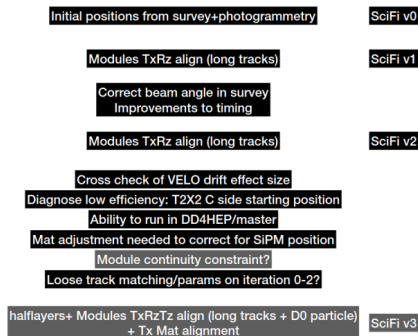 Initial positions from survey+photogrammetry
SciFi v0
Modules TxRz align (long tracks)
SciFi v1
Correct beam angle in survey
Improvements to timing
Modules TxRz align (long tracks)
SciFi v2
Cross check of VELO drift effect size
Diagnose low efficiency: T2X2 C side starting position
Ability to run in DD4HEP/master
Mat adjustment needed to correct for SiPM position
Module continuity constraint?
Loose track matching/params on iteration 0-2?
halflayers+ Modules TxRzTz align (long tracks + D0 particle)
+ Tx Mat alignment
SciFi v3